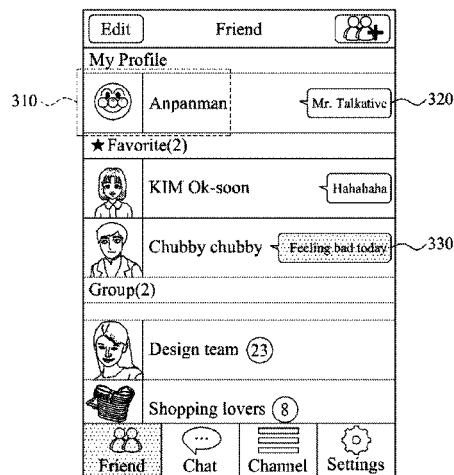 Edit Friend
My Profile
310 Anpanman Mr. Talkative 320
★Favorite(2)
KIM Ok-soon Hahahaha
Chubby chubby Feeling bad today 330
Group(2)
Design team 23
Shopping lovers 8
Friend Chat Channel Settings